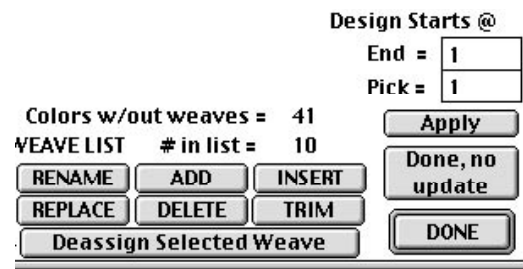 Design Starts @
End = 1
Pick = 1
Colors w/out weaves = 41
WEAVE LIST # in list = 10
Apply
Done, no
update
RENAME ADD INSERT
REPLACE DELETE TRIM
DONE
Deassign Selected Weave